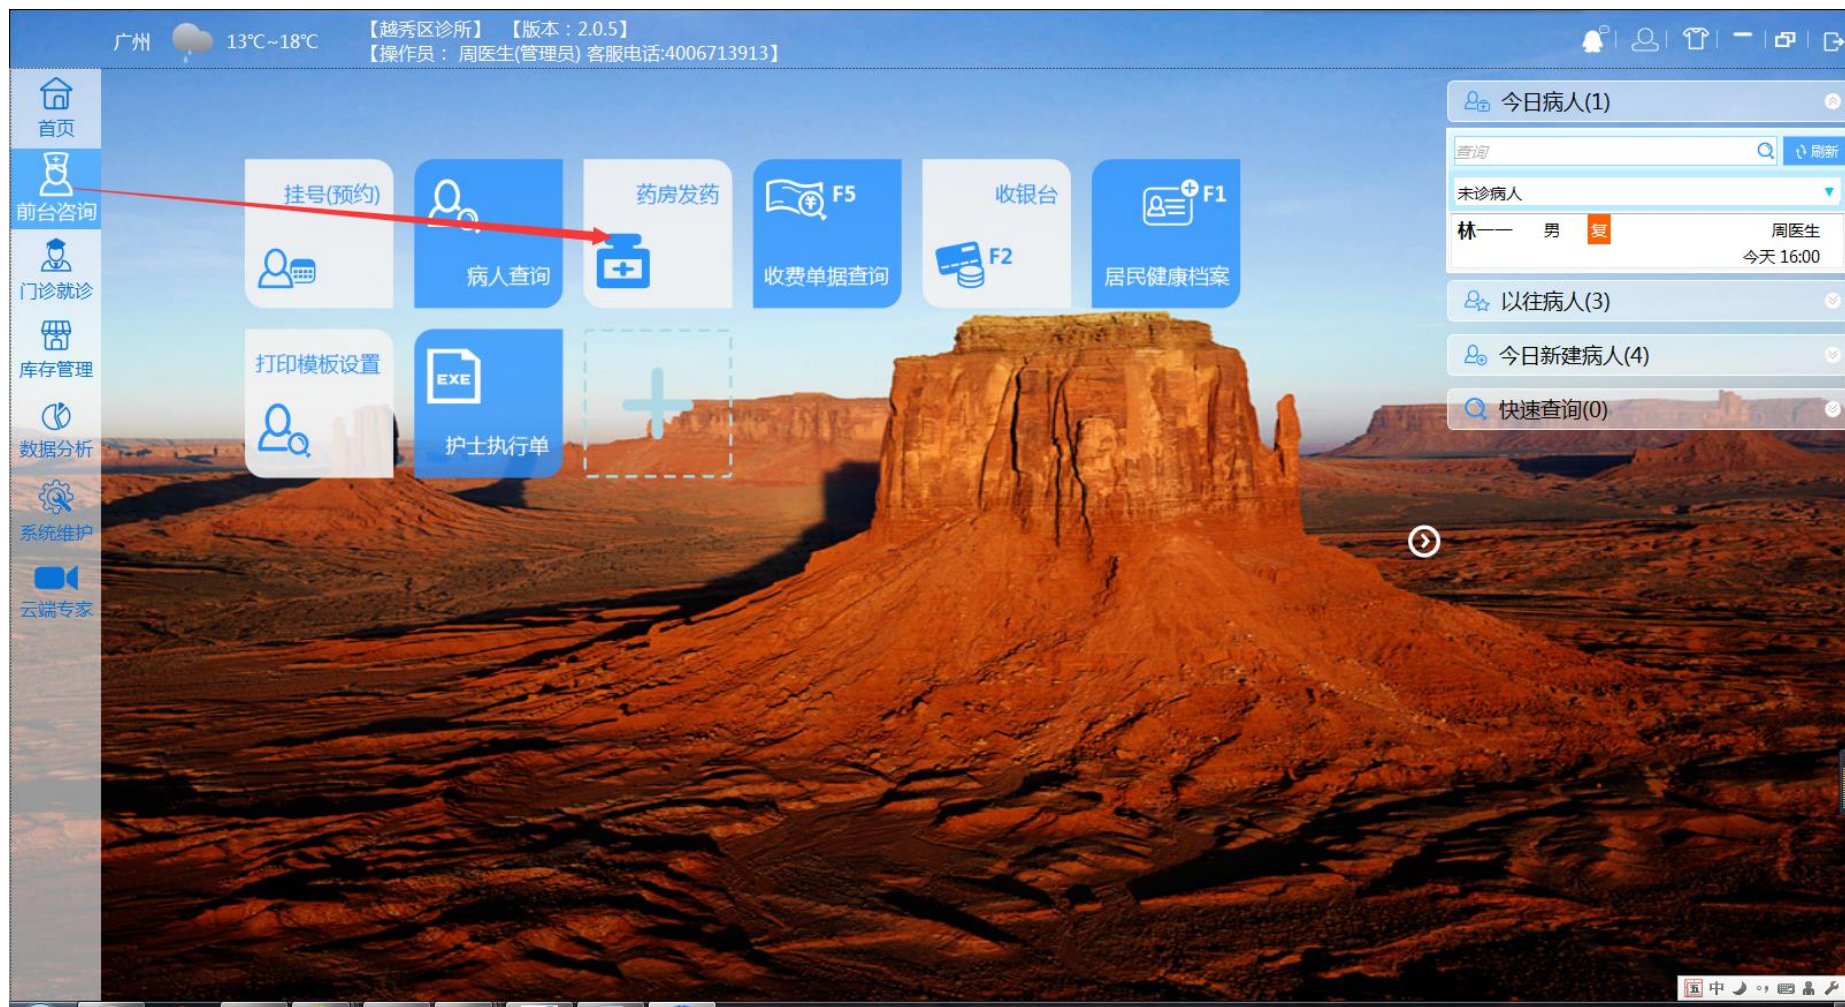 广州
13℃~18℃
【越秀区诊所】 【版本：2.0.5】
【操作员： 周医生(管理员) 客服电话:4006713913】
首页
前台咨询
门诊就诊
库存管理
数据分析
系统维护
云端专家
挂号(预约)
病人查询
药房发药
F5
收费单据查询
收银台
F2
F1
居民健康档案
打印模板设置
EXE
护士执行单
今日病人(1)
查询
刷新
未诊病人
林一一 男 复 周医生
今天 16:00
以往病人(3)
今日新建病人(4)
快速查询(0)
五 中